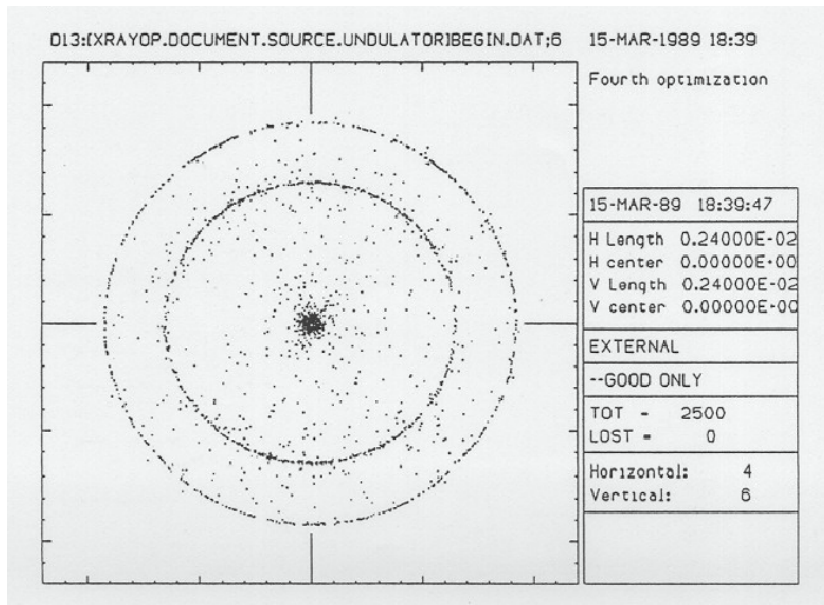 D13:[XRAYOP.DOCUMENT.SOURCE.UNDULATOR]BEGIN.DAT;6 15-MAR-1989 18:39
Fourth optimization
15-MAR-89 18:39:47
H Length 0.24000E-02
H center 0.00000E-00
V Length 0.24000E-02
V center 0.00000E-00
EXTERNAL
--GOOD ONLY
TOT - 2500
LOST = 0
Horizontal: 4
Vertical: 6